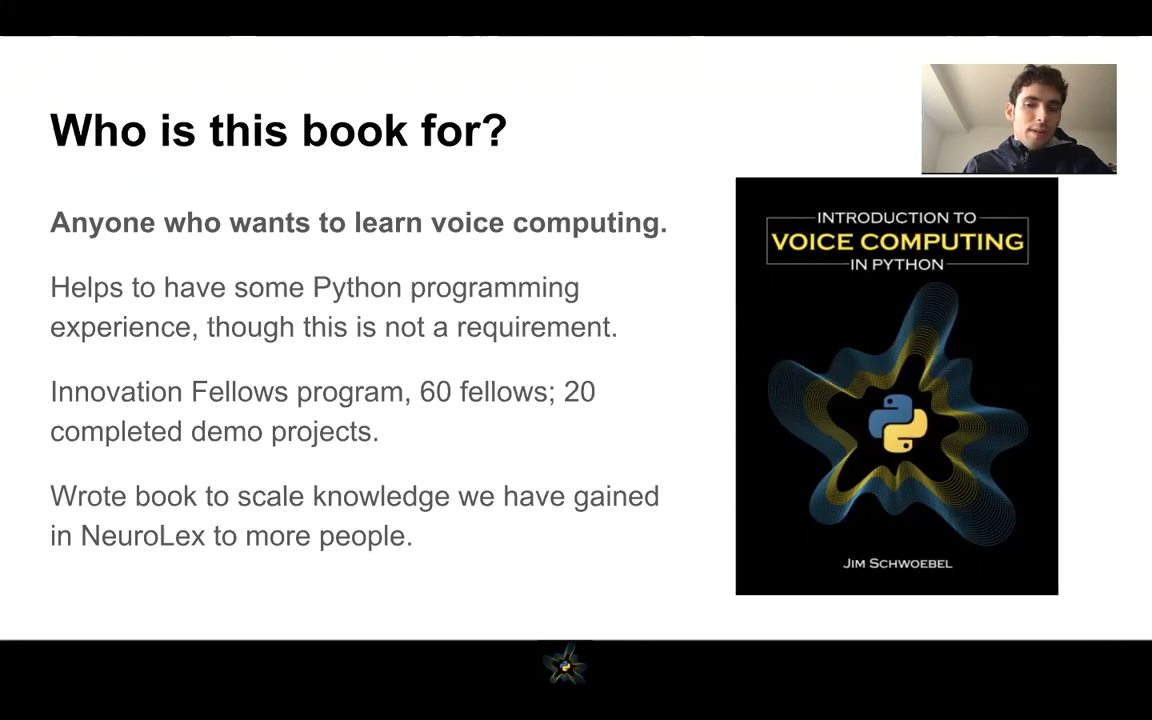 Who is this book for?
Anyone who wants to learn voice computing.
Helps to have some Python programming
experience, though this is not a requirement.
Innovation Fellows program, 60 fellows; 20
completed demo projects.
Wrote book to scale knowledge we have gained
in NeuroLex to more people.
INTRODUCTION TO
VOICE COMPUTING
IN PYTHON
JIM SCHWOEBEL